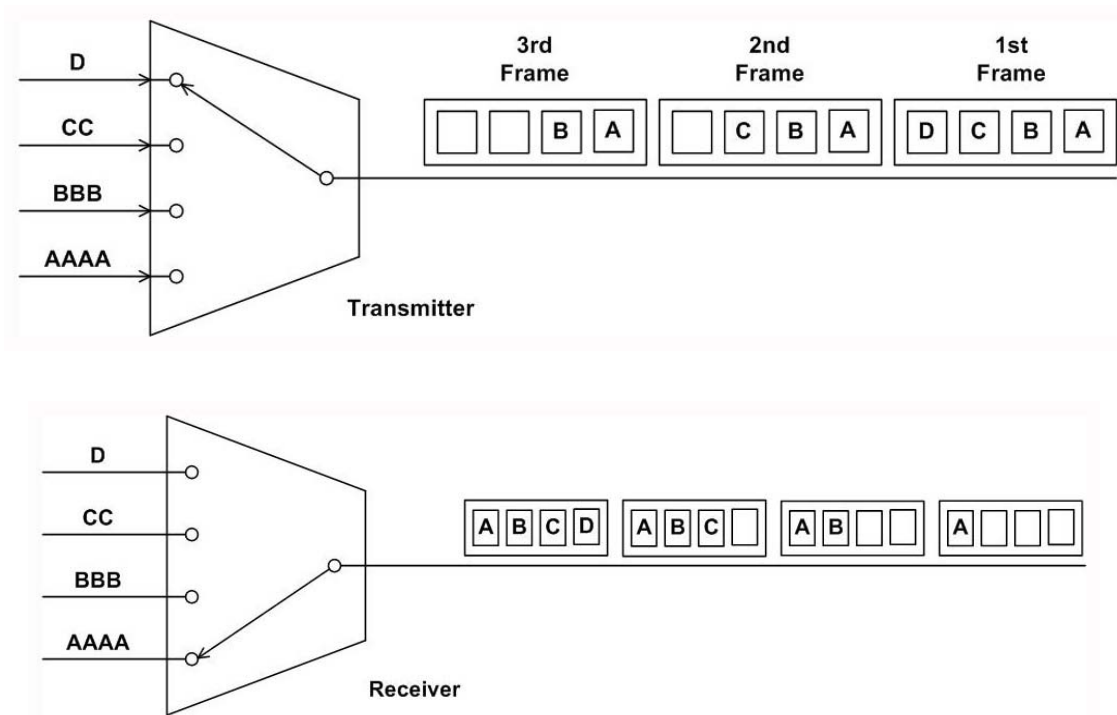 3rd Frame
2nd Frame
1st Frame
D
CC
BBB
AAAA
B A
C B A
D C B A
Transmitter
D
CC
BBB
AAAA
A B C D
A B C
A B
A
Receiver